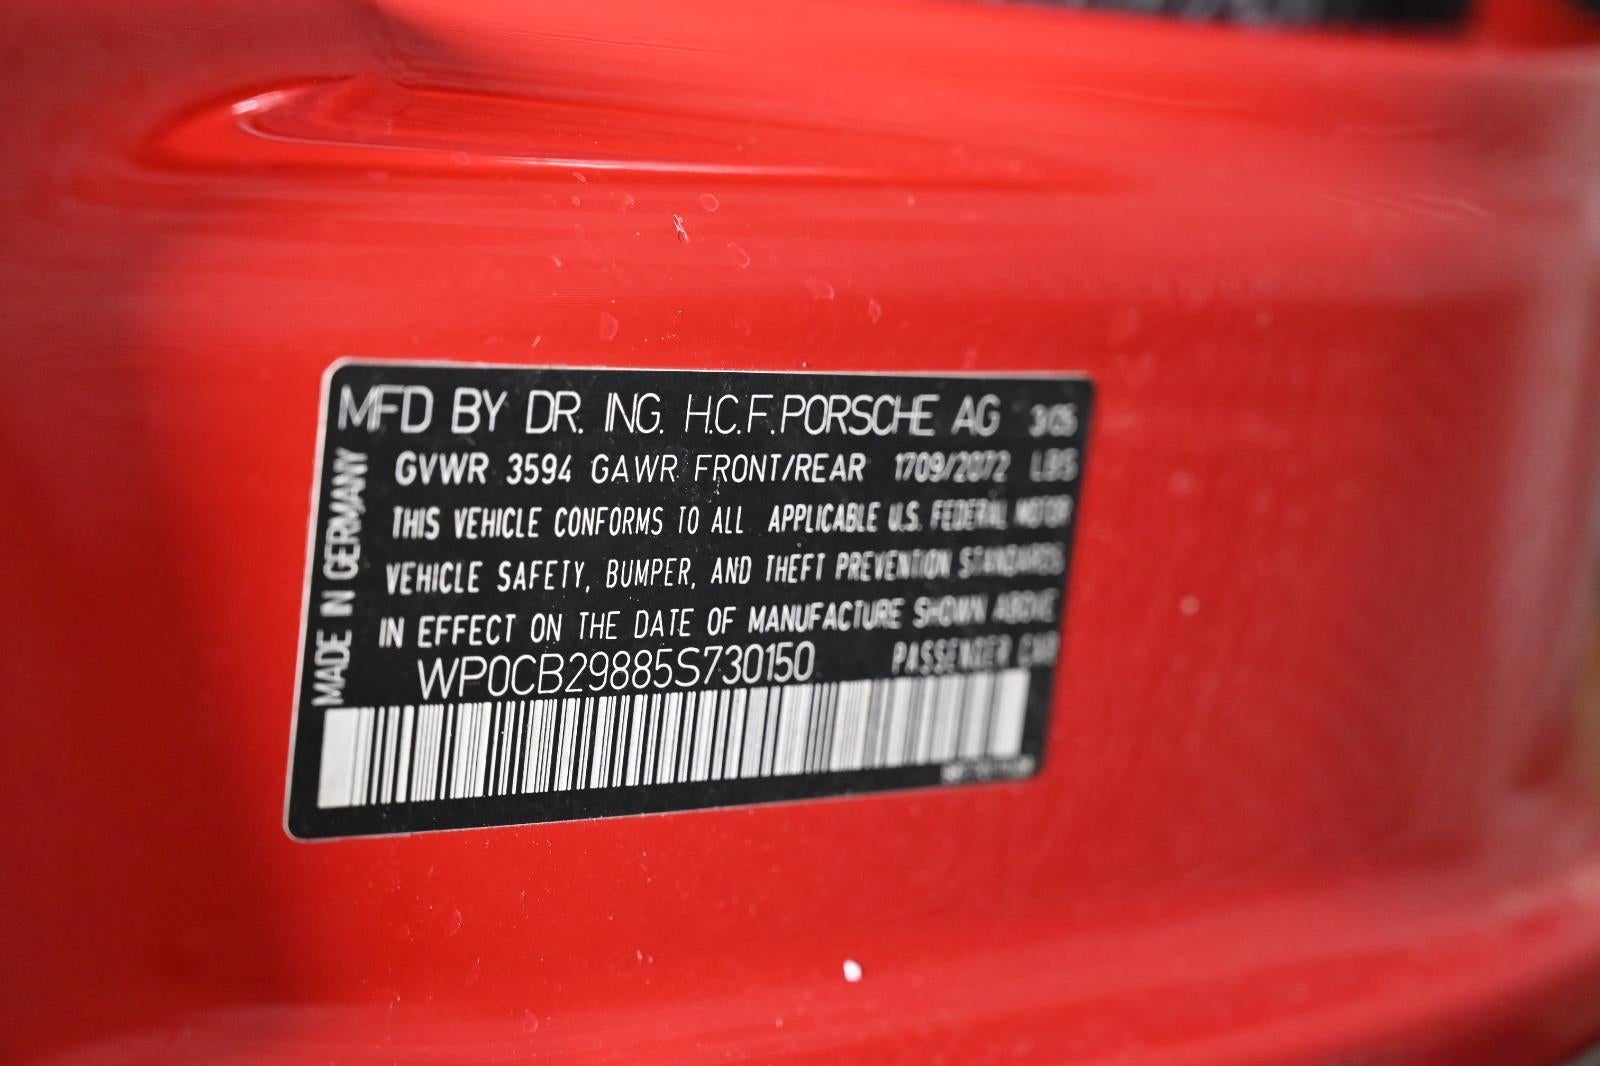 MFD BY DR. ING. H.C.F. PORSCHE AG 3/05
GVWR 3594 GAWR FRONT/REAR 1709/2072 LBS
THIS VEHICLE CONFORMS TO ALL APPLICABLE U.S. FEDERAL MOTOR
VEHICLE SAFETY, BUMPER, AND THEFT PREVENTION STANDARDS
IN EFFECT ON THE DATE OF MANUFACTURE SHOWN ABOVE
WP0CB29885S730150 PASSENGER CAR
MADE IN GERMANY